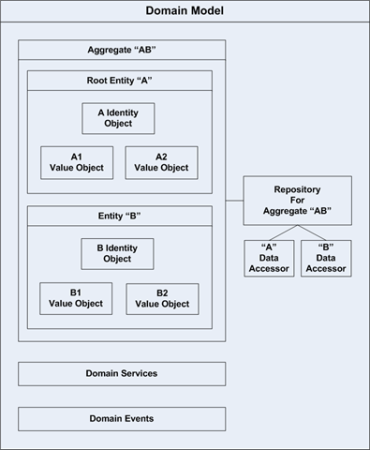 Domain Model
Aggregate “AB”
Root Entity “A”
A Identity
Object
A1
Value Object
A2
Value Object
Entity “B”
B Identity
Object
B1
Value Object
B2
Value Object
Repository
For
Aggregate “AB”
“A”
Data
Accessor
“B”
Data
Accessor
Domain Services
Domain Events